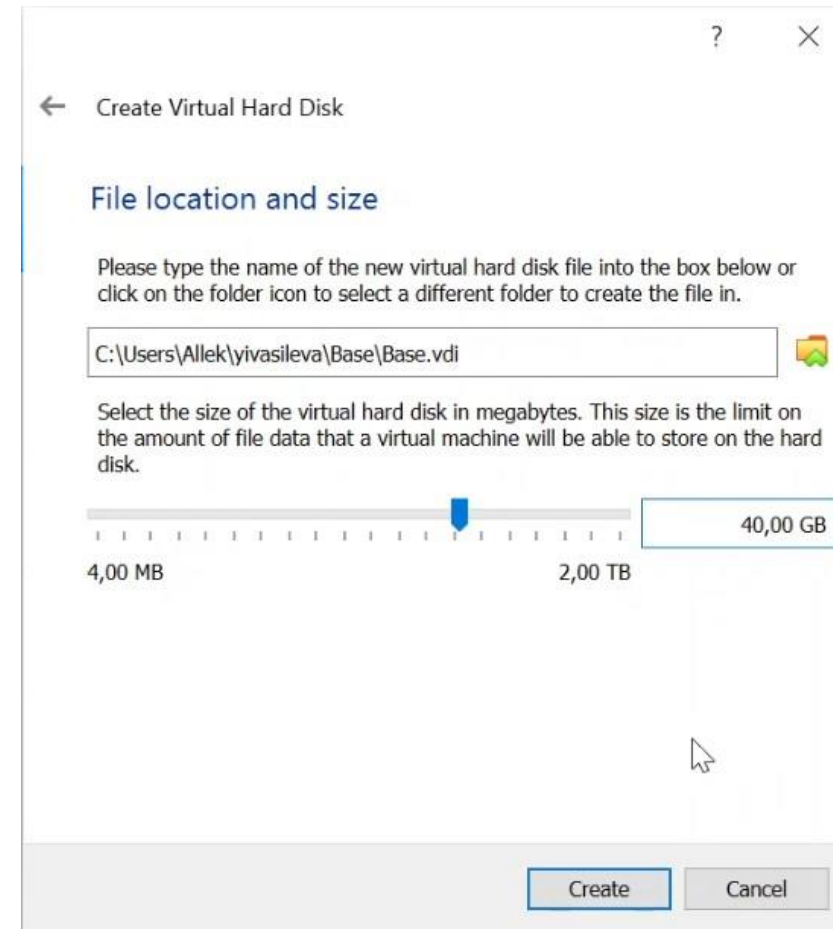 ?
Create Virtual Hard Disk
File location and size
Please type the name of the new virtual hard disk file into the box below or
click on the folder icon to select a different folder to create the file in.
C:\Users\Allek\yivasileva\Base\Base.vdi
Select the size of the virtual hard disk in megabytes. This size is the limit on
the amount of file data that a virtual machine will be able to store on the hard
disk.
40,00 GB
4,00 MB 2,00 TB
Create Cancel